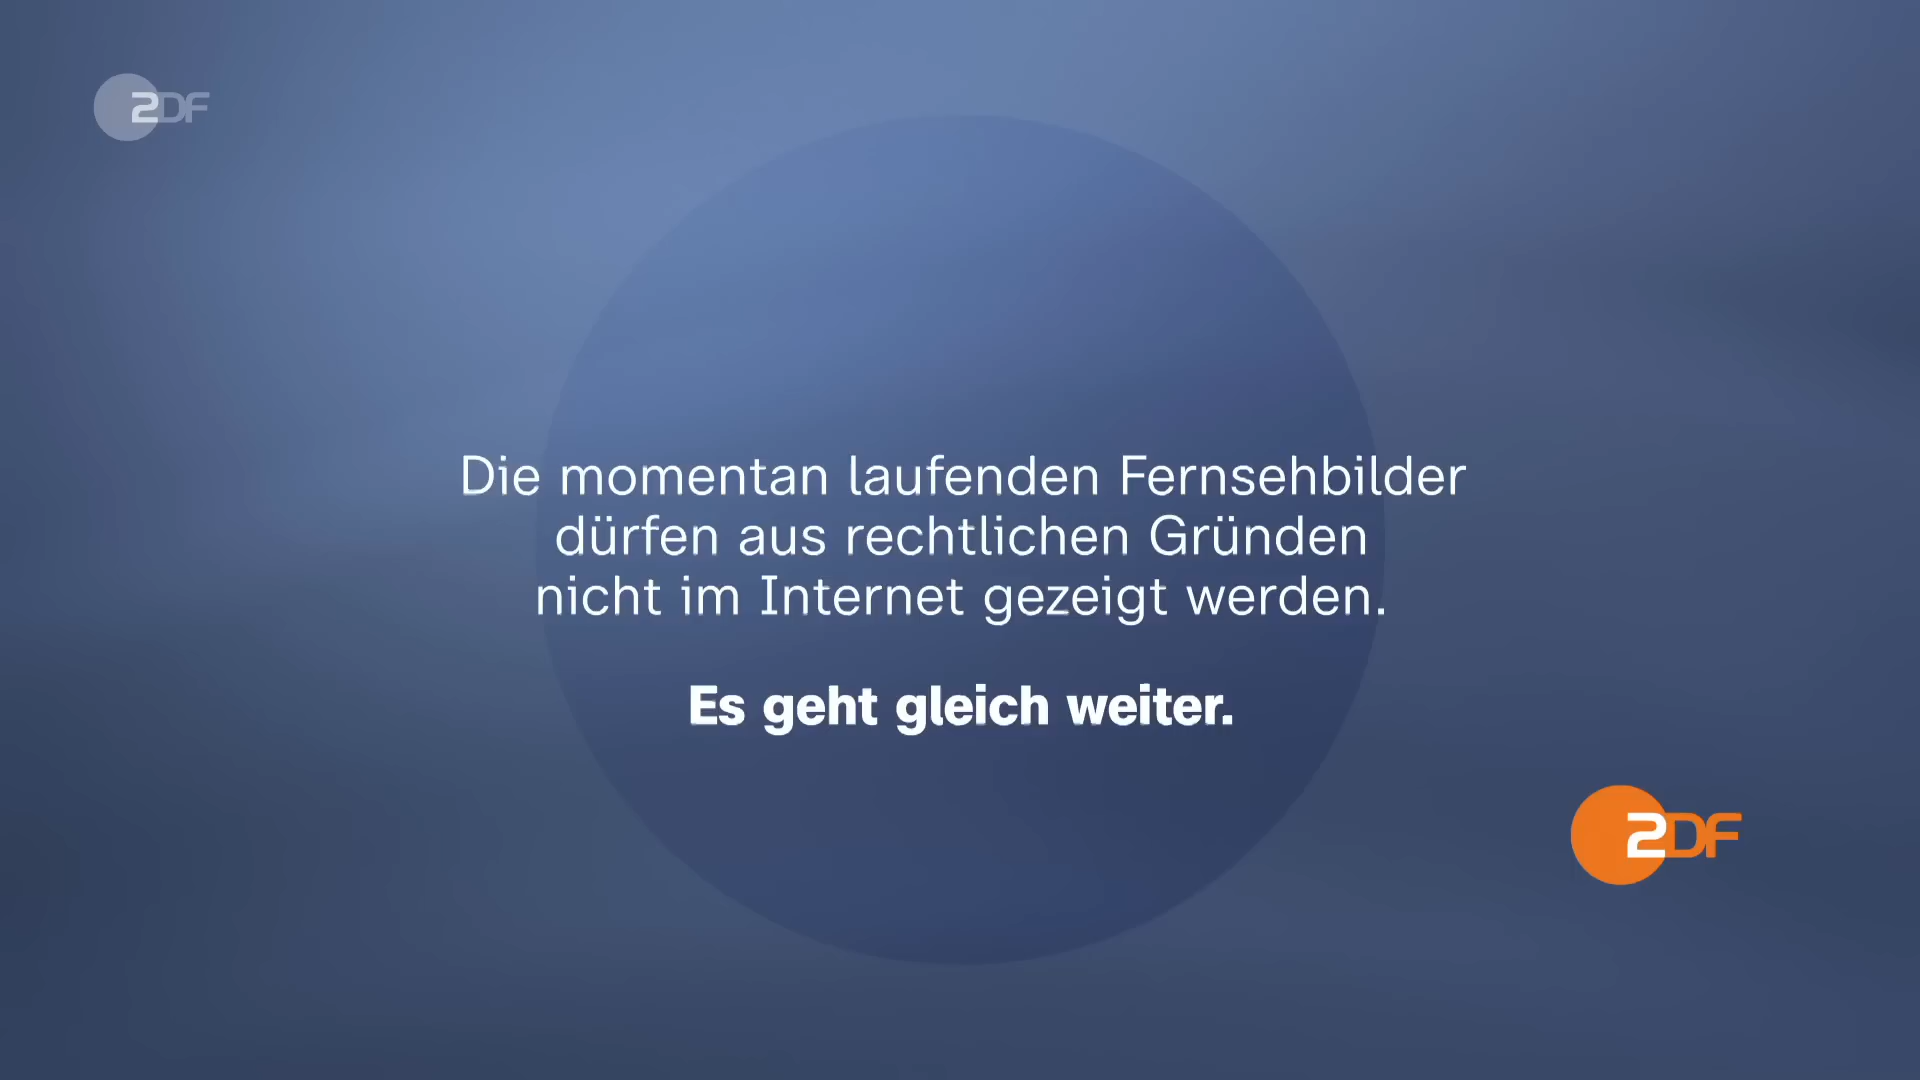 ZDF
Die momentan laufenden Fernsehbilder
dürfen aus rechtlichen Gründen
nicht im Internet gezeigt werden.
Es geht gleich weiter.
ZDF